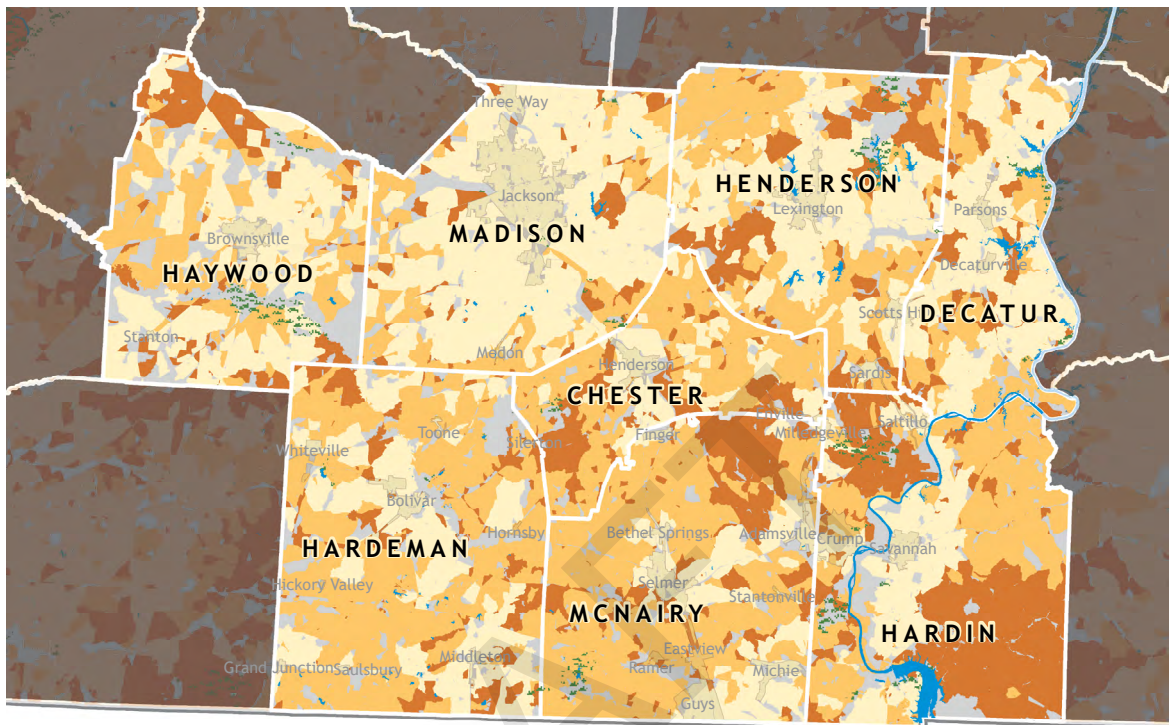 Three Way
HENDERSON
Jackson
Lexington
Parsons
MADISON
Brownsville
HAYWOOD
Decaturville
DECATUR
Scotts H
Stanton
Medon
Henderson
Sardis
CHESTER
Enville
Milledgeville
Saltillo
Toone
Silerton
Finger
Whiteville
Bolivar
Hornsby
Bethel Springs
Adamsville
Crump
Savannah
HARDEMAN
Hickory Valley
Selmer
Stantonville
MCNAIRY
HARDIN
Eastview
Middleton
Grand Junction
Saulsbury
Ramer
Michie
Guys